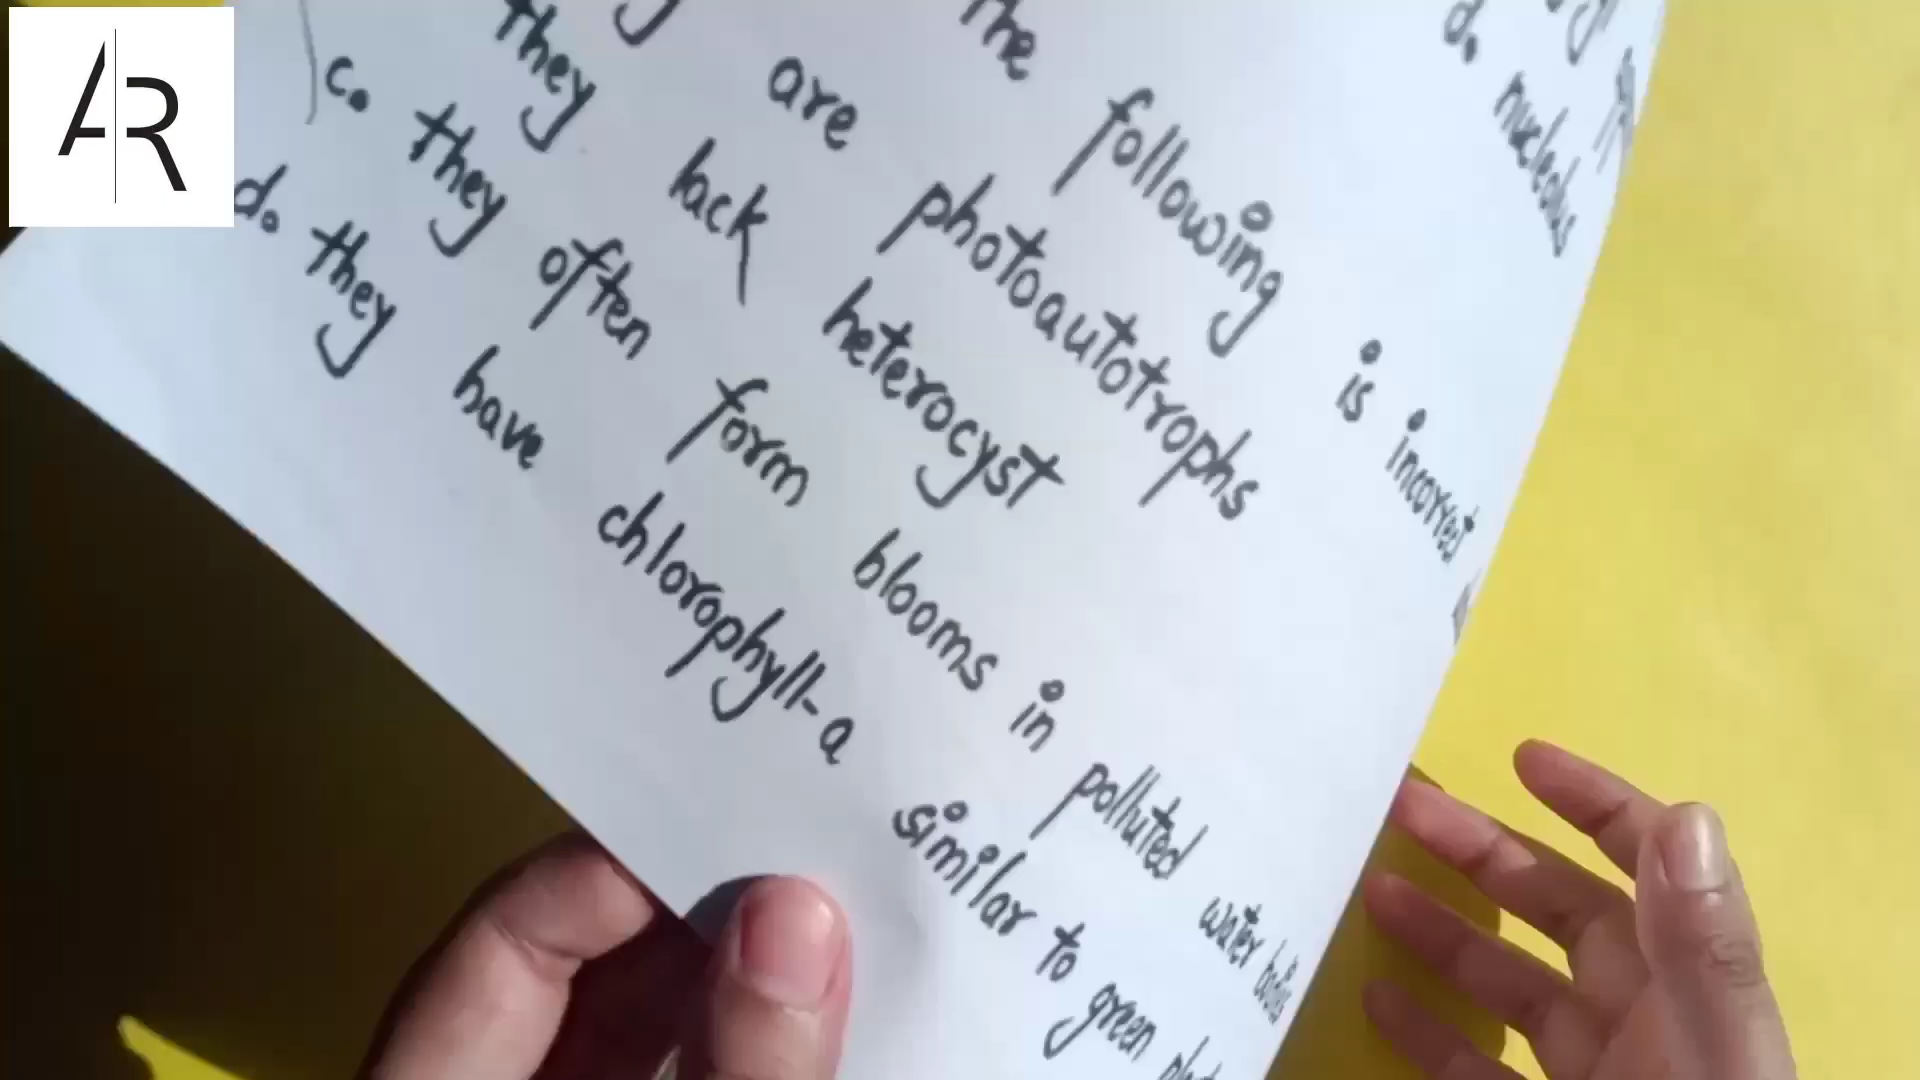 AR
d. nucleolus
the following is incorrect
they are photoautotrophs
they lack heterocyst
c. they often form blooms in polluted water bodies
d. they have chlorophyll-a similar to green